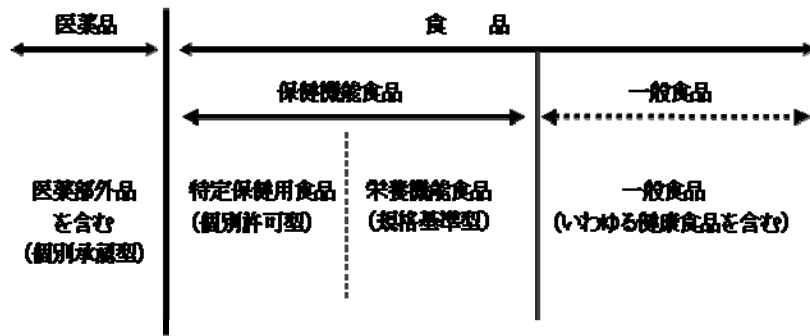 医薬品
食 品
保健機能食品
一般食品
医薬部外品
を含む
(個別承認型)
特定保健用食品
(個別許可型)
栄養機能食品
(規格基準型)
一般食品
(いわゆる健康食品を含む)